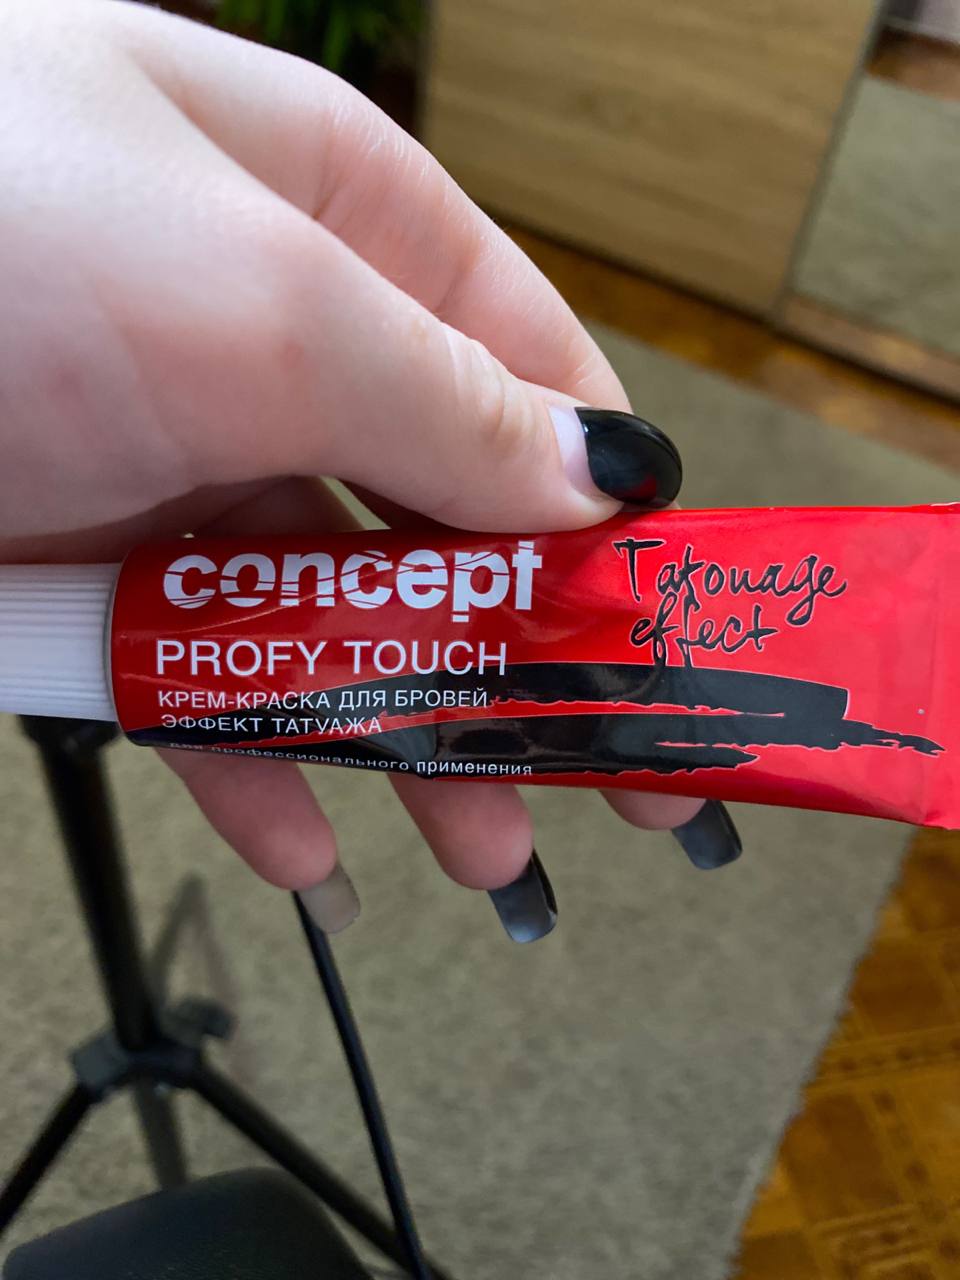 concept
Tatouage
effect
PROFY TOUCH
КРЕМ-КРАСКА ДЛЯ БРОВЕЙ
ЭФФЕКТ ТАТУАЖА
для профессионального применения